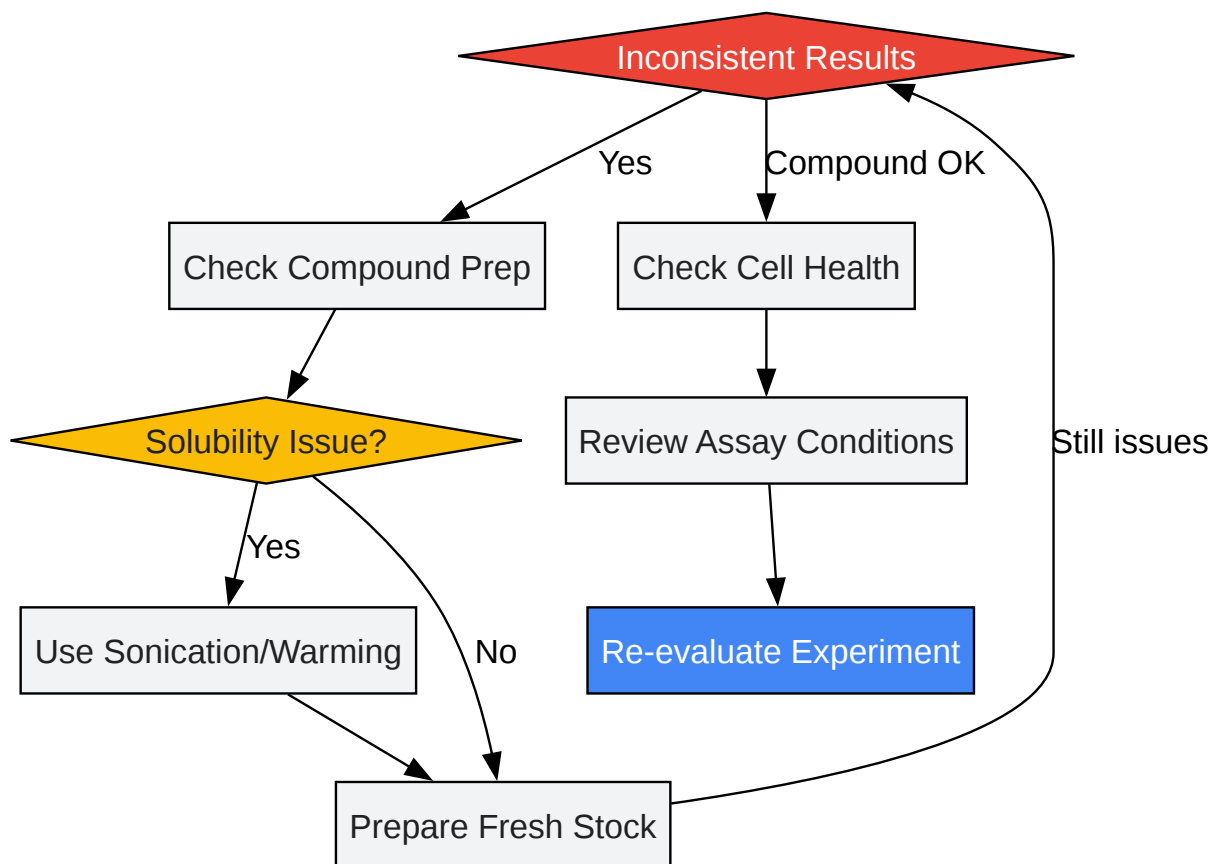 Inconsistent Results
Yes
Compound OK
Check Compound Prep
Check Cell Health
Solubility Issue?
Review Assay Conditions
Still issues
Yes
Use Sonication/Warming
No
Re-evaluate Experiment
Prepare Fresh Stock